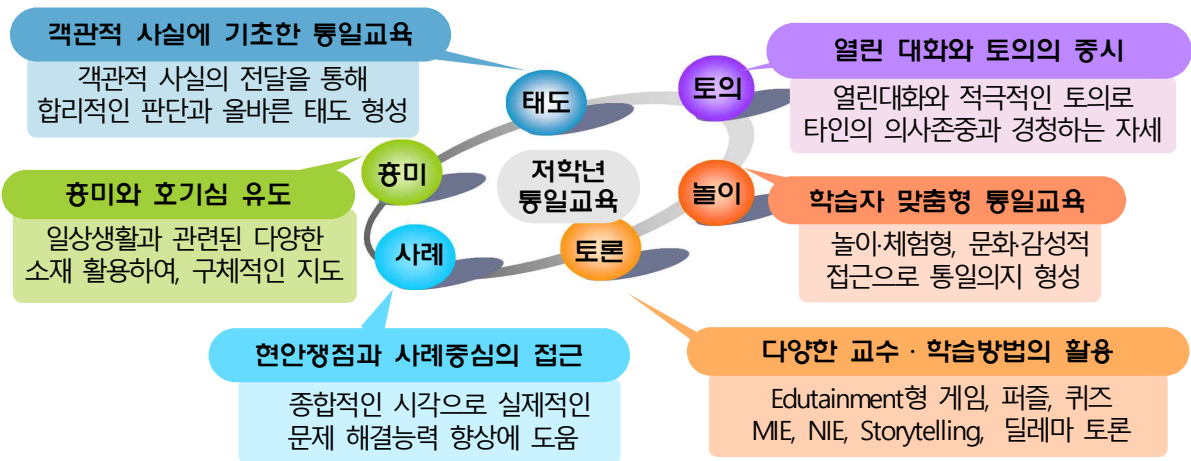 객관적 사실에 기초한 통일교육
객관적 사실의 전달을 통해
합리적인 판단과 올바른 태도 형성
열린 대화와 토의의 중시
열린대화와 적극적인 토의로
타인의 의사존중과 경청하는 자세
태도
토의
흥미
저학년
통일교육
놀이
사례
토론
흥미와 호기심 유도
일상생활과 관련된 다양한
소재 활용하여, 구체적인 지도
학습자 맞춤형 통일교육
놀이·체험형, 문화·감성적
접근으로 통일의지 형성
현안쟁점과 사례중심의 접근
종합적인 시각으로 실제적인
문제 해결능력 향상에 도움
다양한 교수 · 학습방법의 활용
Edutainment형 게임, 퍼즐, 퀴즈
MIE, NIE, Storytelling, 딜레마 토론